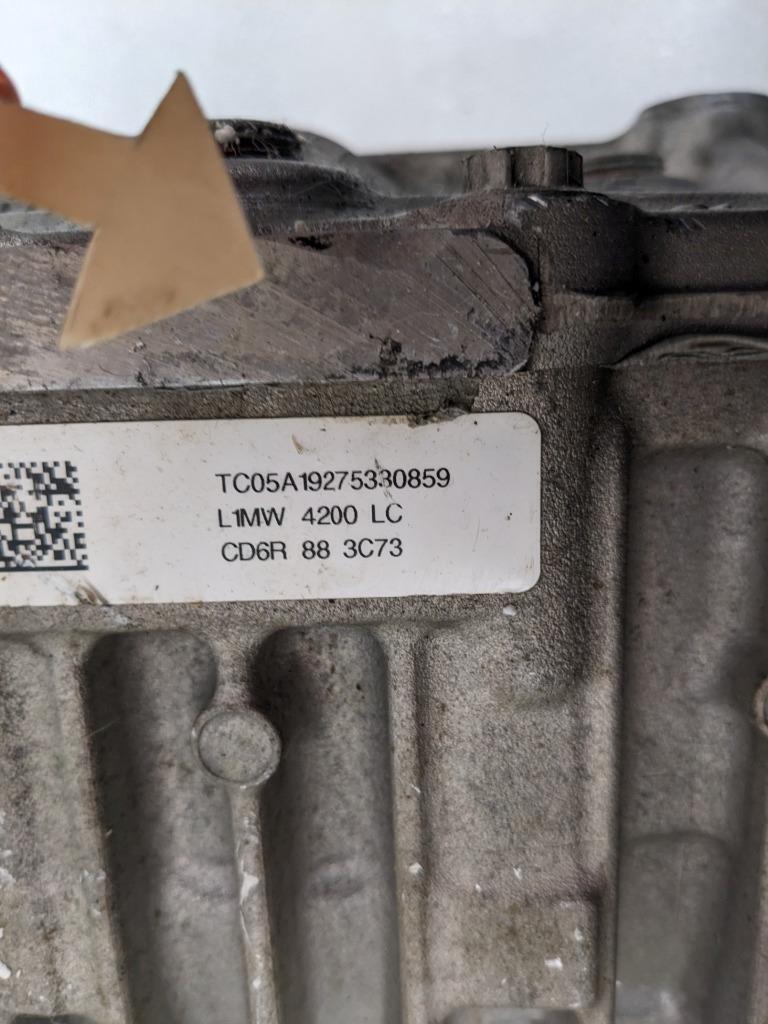 TC05A19275330859
L1MW 4200 LC
CD6R 88 3C73